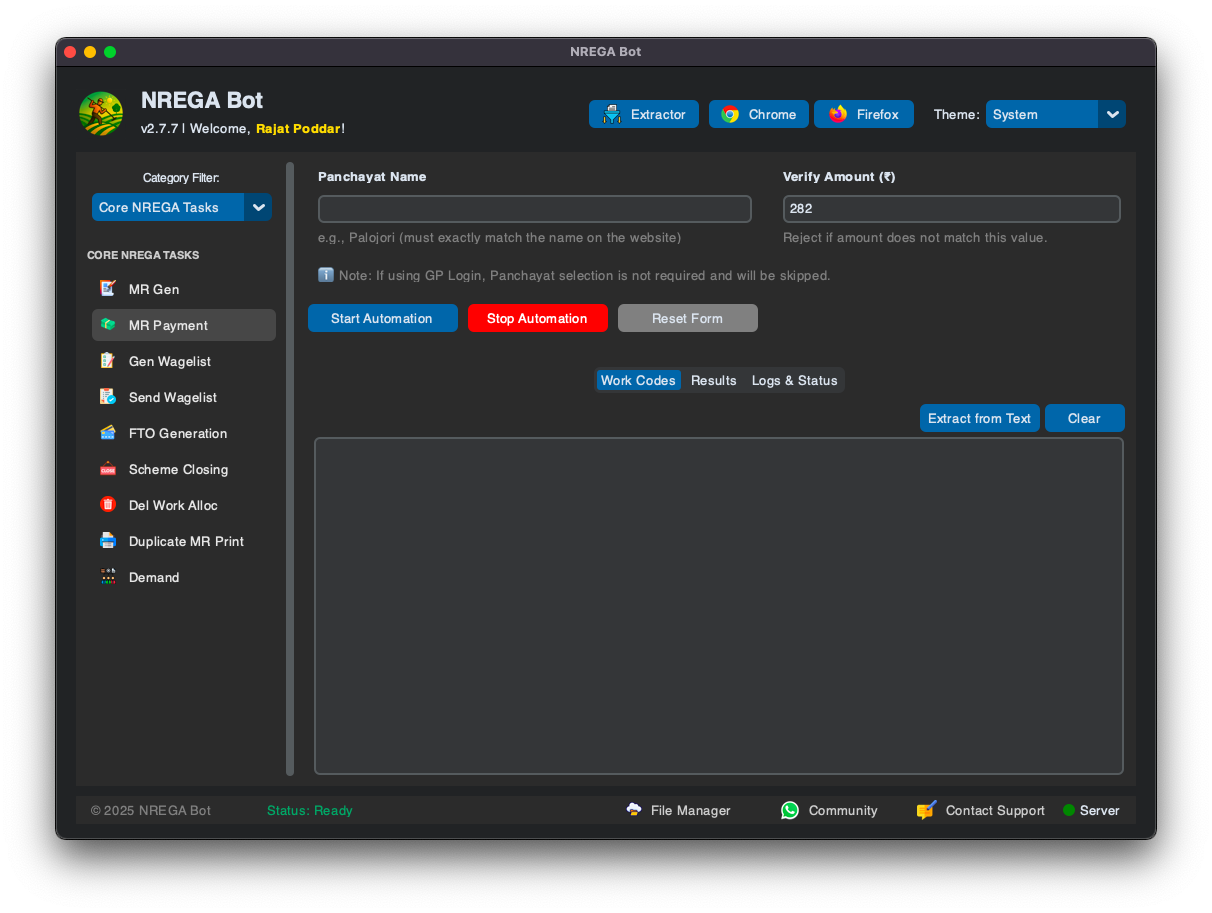 NREGA Bot
NREGA Bot
v2.7.7 | Welcome, Rajat Poddar!
Extractor
Chrome
Firefox
Theme:
System
Category Filter:
Core NREGA Tasks
CORE NREGA TASKS
MR Gen
MR Payment
Gen Wagelist
Send Wagelist
FTO Generation
Scheme Closing
Del Work Alloc
Duplicate MR Print
Demand
Panchayat Name
Verify Amount (₹)
282
e.g., Palojori (must exactly match the name on the website)
Reject if amount does not match this value.
Note: If using GP Login, Panchayat selection is not required and will be skipped.
Start Automation
Stop Automation
Reset Form
Work Codes
Results
Logs & Status
Extract from Text
Clear
© 2025 NREGA Bot
Status: Ready
File Manager
Community
Contact Support
Server